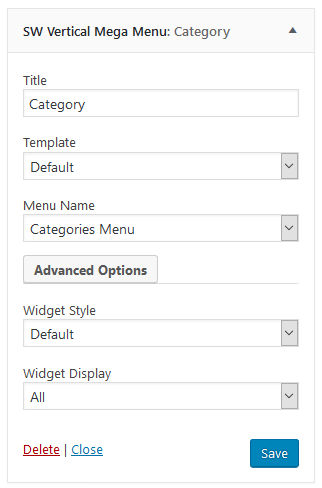 SW Vertical Mega Menu: Category
Title
Category
Template
Default
Menu Name
Categories Menu
Advanced Options
Widget Style
Default
Widget Display
All
Delete | Close
Save